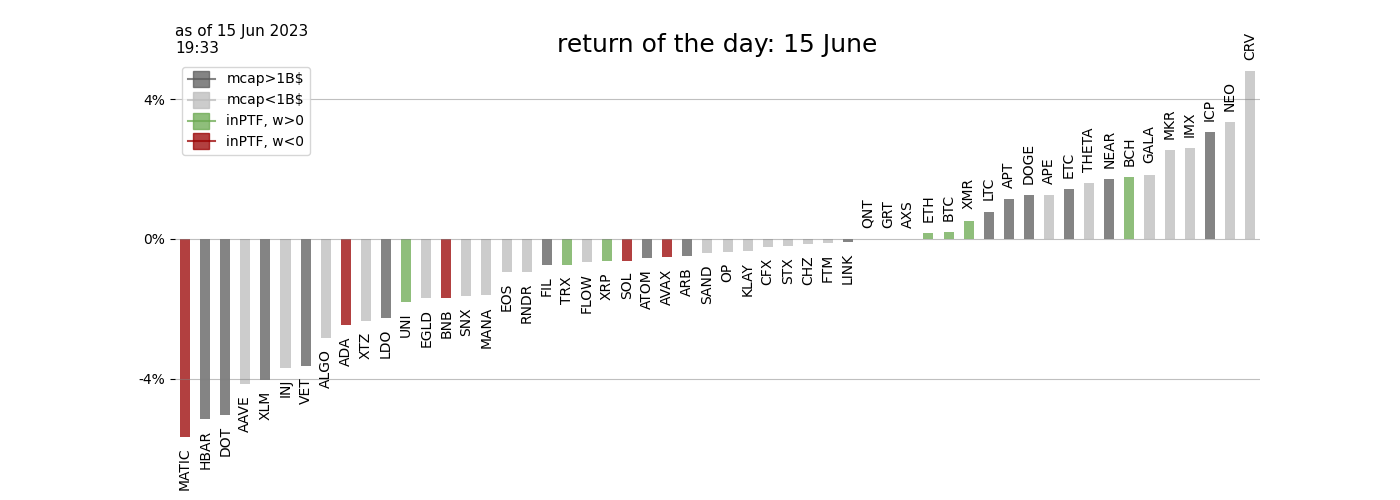 as of 15 Jun 2023
19:33
return of the day: 15 June
mcap>1B$
mcap<1B$
inPTF, w>0
inPTF, w<0
4%
0%
-4%
MATIC
HBAR
DOT
AAVE
XLM
INJ
VET
ALGO
ADA
XTZ
LDO
UNI
EGLD
BNB
SNX
MANA
EOS
RNDR
FIL
TRX
FLOW
XRP
SOL
ATOM
AVAX
ARB
SAND
OP
KLAY
CFX
STX
CHZ
FTM
LINK
QNT
GRT
AXS
ETH
BTC
XMR
LTC
APT
DOGE
APE
ETC
THETA
NEAR
BCH
GALA
MKR
IMX
ICP
NEO
CRV